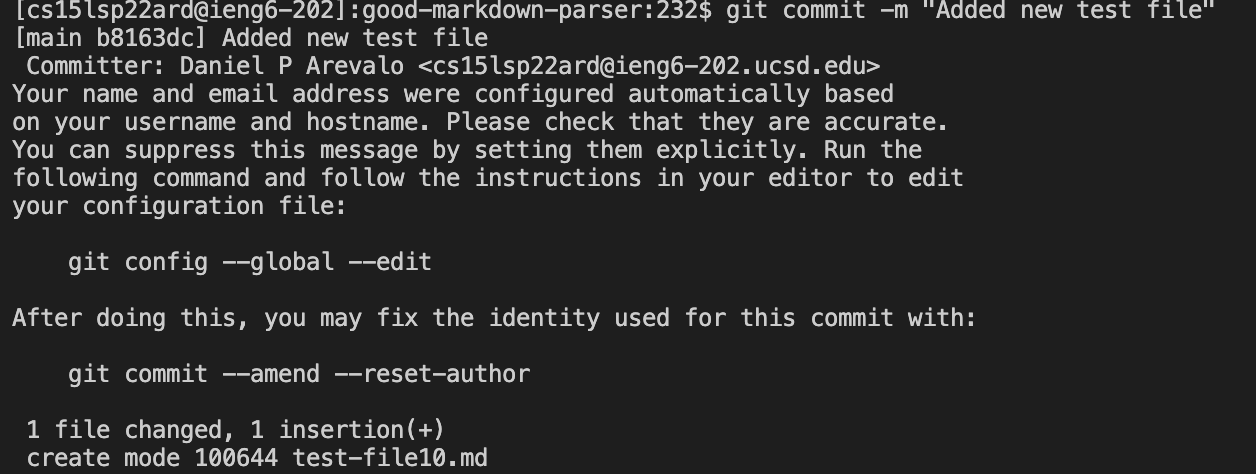 [cs15lsp22ard@ieng6-202]:good-markdown-parser:232$ git commit -m "Added new test file"
[main b8163dc] Added new test file
Committer: Daniel P Arevalo <cs15lsp22ard@ieng6-202.ucsd.edu>
Your name and email address were configured automatically based
on your username and hostname. Please check that they are accurate.
You can suppress this message by setting them explicitly. Run the
following command and follow the instructions in your editor to edit
your configuration file:
git config --global --edit
After doing this, you may fix the identity used for this commit with:
git commit --amend --reset-author
1 file changed, 1 insertion(+)
create mode 100644 test-file10.md